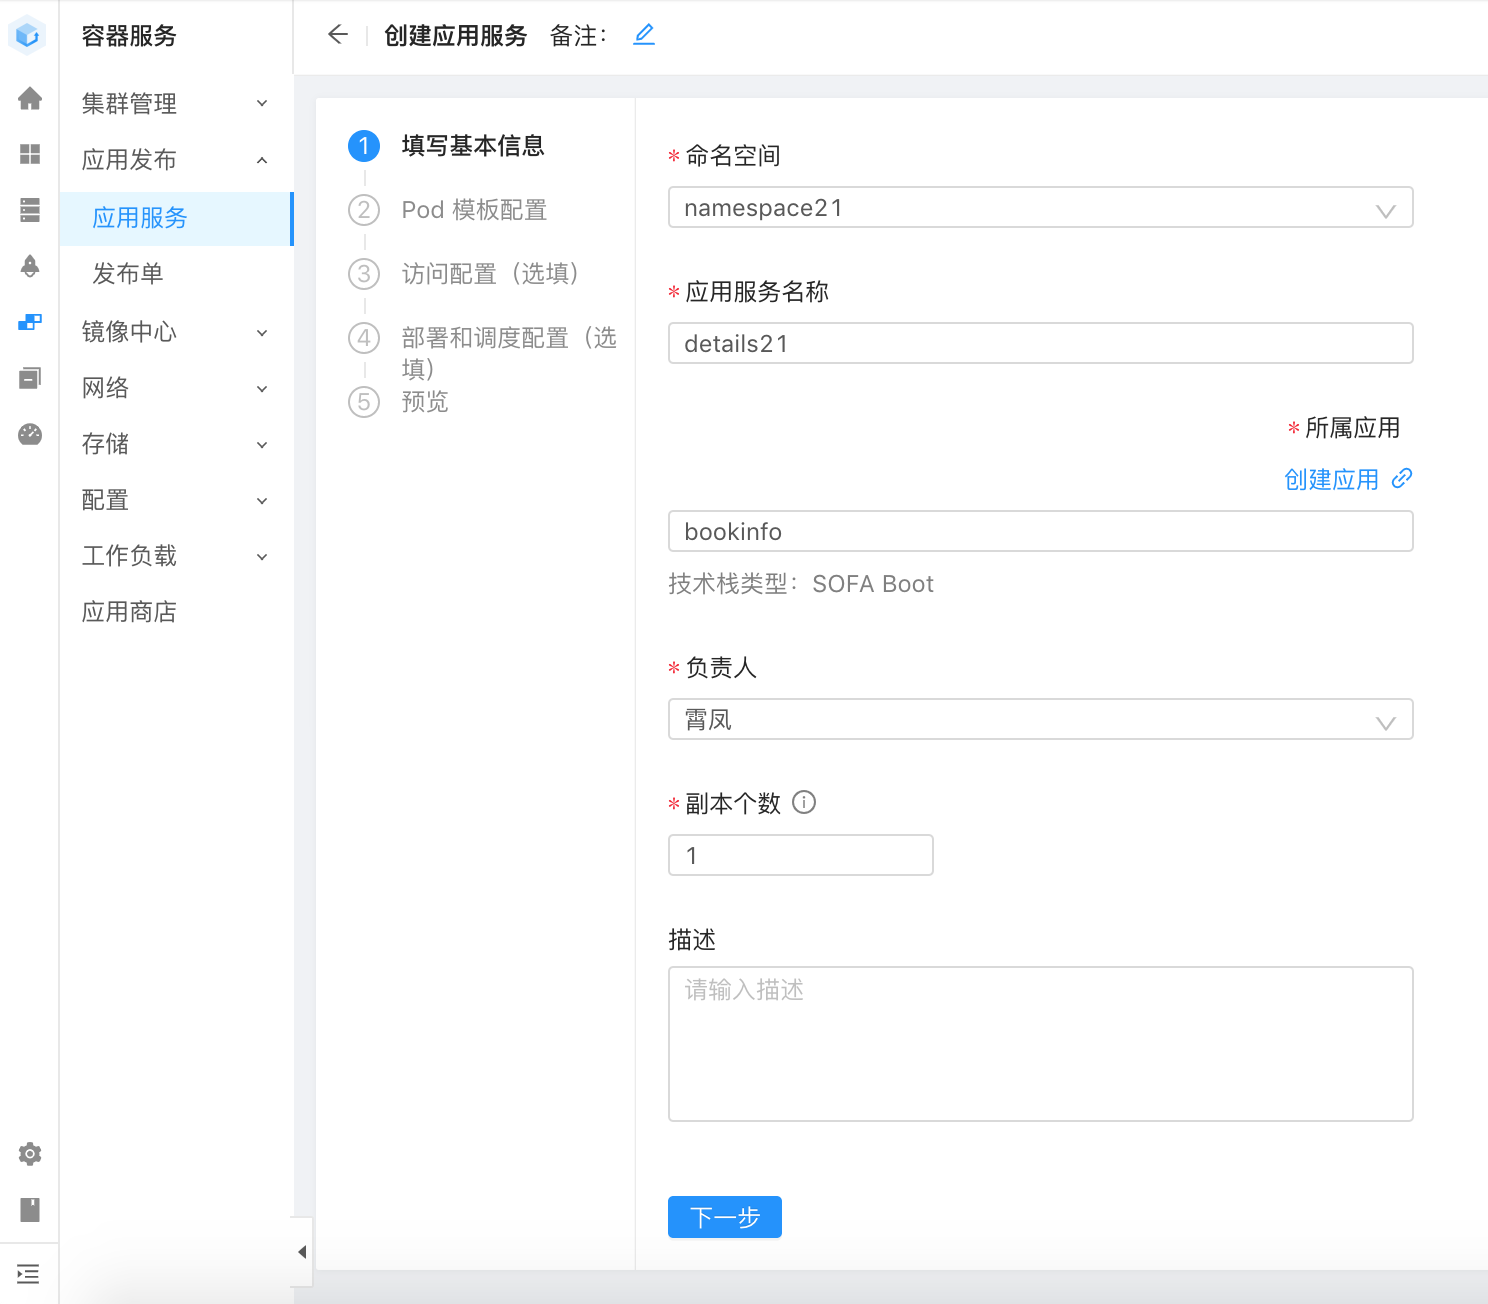 容器服务
集群管理
应用发布
应用服务
发布单
镜像中心
网络
存储
配置
工作负载
应用商店
创建应用服务 备注：
1 填写基本信息
2 Pod 模板配置
3 访问配置（选填）
4 部署和调度配置（选
填）
5 预览
* 命名空间
namespace21
* 应用服务名称
details21
* 所属应用
创建应用
bookinfo
技术栈类型：SOFA Boot
* 负责人
霄凤
* 副本个数
1
描述
请输入描述
下一步